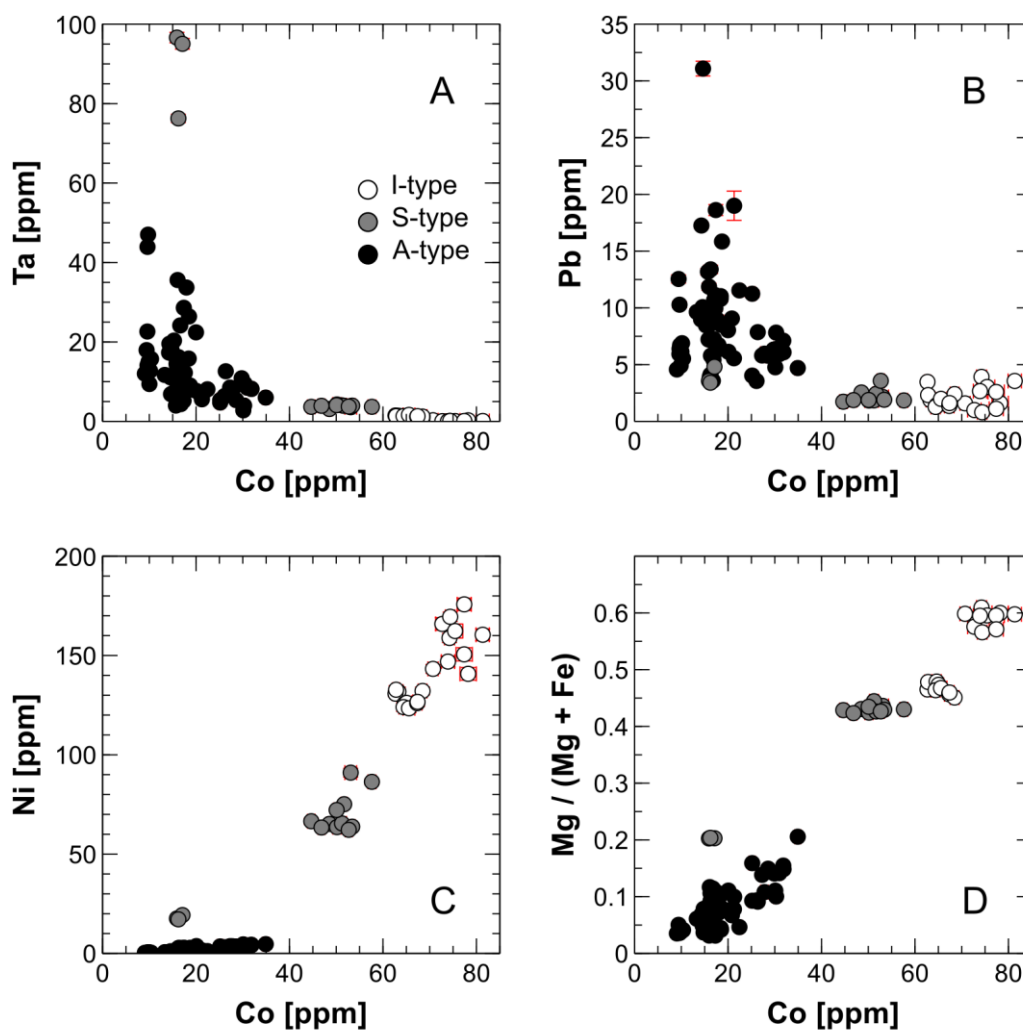 100
80
60
40
20
0
Ta [ppm]
A
I-type
S-type
A-type
0 20 40 60 80
Co [ppm]
35
30
25
20
15
10
5
0
Pb [ppm]
B
0 20 40 60 80
Co [ppm]
200
150
100
50
0
Ni [ppm]
C
0 20 40 60 80
Co [ppm]
0.6
0.5
0.4
0.3
0.2
0.1
0
Mg / (Mg + Fe)
D
0 20 40 60 80
Co [ppm]